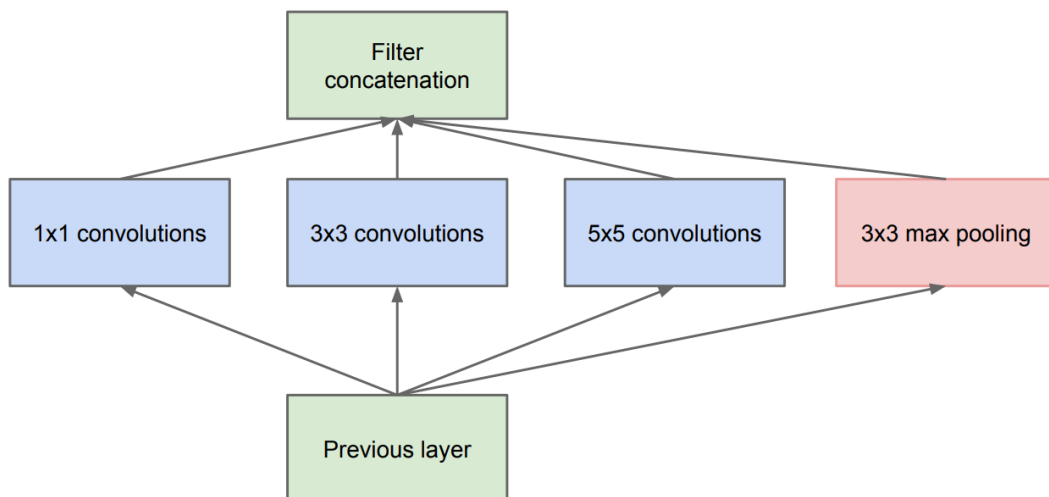 Filter
concatenation
1x1 convolutions
3x3 convolutions
5x5 convolutions
3x3 max pooling
Previous layer